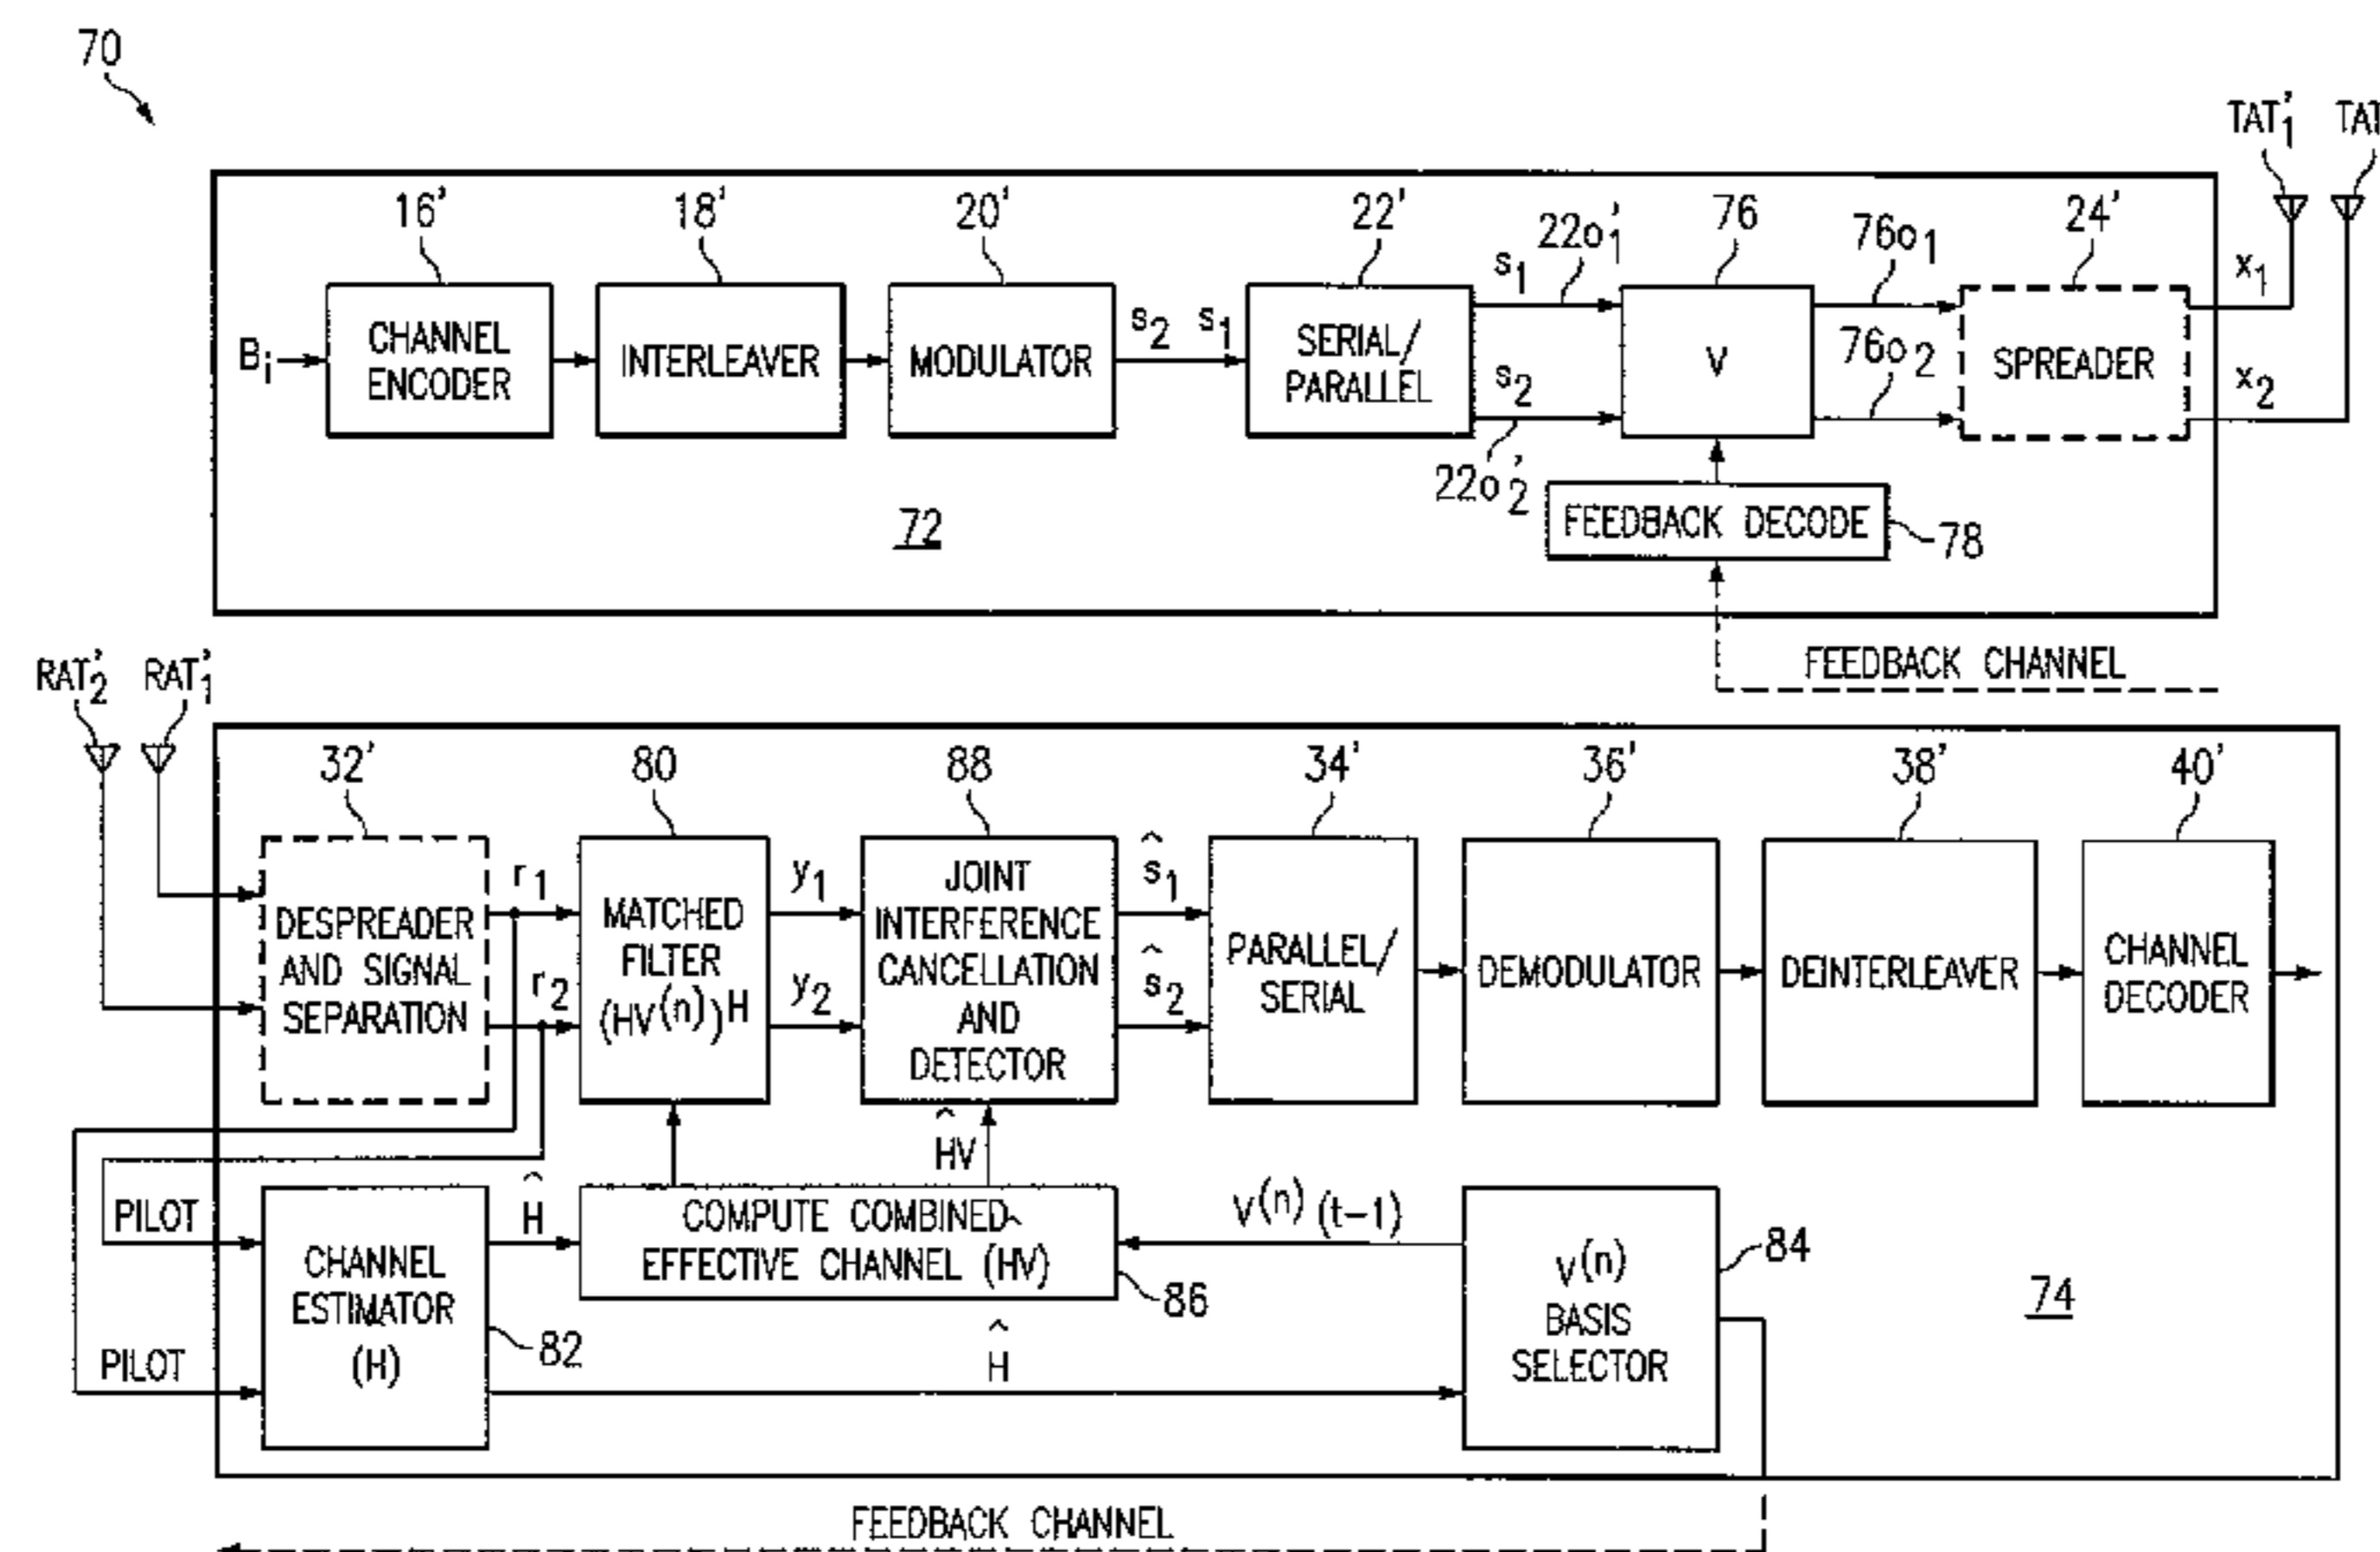 70
TAT'1 TAT
16' 18' 20' 22' 22o'1 76 76o1 24'
Bi
CHANNEL
ENCODER
INTERLEAVER
MODULATOR
s2 s1
SERIAL/
PARALLEL
s1
s2
22o'2
V
76o2
SPREADER
x1
x2
FEEDBACK DECODE
78
72
FEEDBACK CHANNEL
RAT'2 RAT'1
32' 80 88 34' 36' 38' 40'
DESPREADER
AND SIGNAL
SEPARATION
r1
r2
MATCHED
FILTER
(HV(n))H
y1
y2
JOINT
INTERFERENCE
CANCELLATION
AND
DETECTOR
ŝ1
ŝ2
PARALLEL/
SERIAL
DEMODULATOR
DEINTERLEAVER
CHANNEL
DECODER
PILOT
PILOT
CHANNEL
ESTIMATOR
(Ĥ)
82
Ĥ
ĤV
COMPUTE COMBINED
EFFECTIVE CHANNEL (HV̂)
86
V(n) (t−1)
Ĥ
V(n)
BASIS
SELECTOR
84
74
FEEDBACK CHANNEL